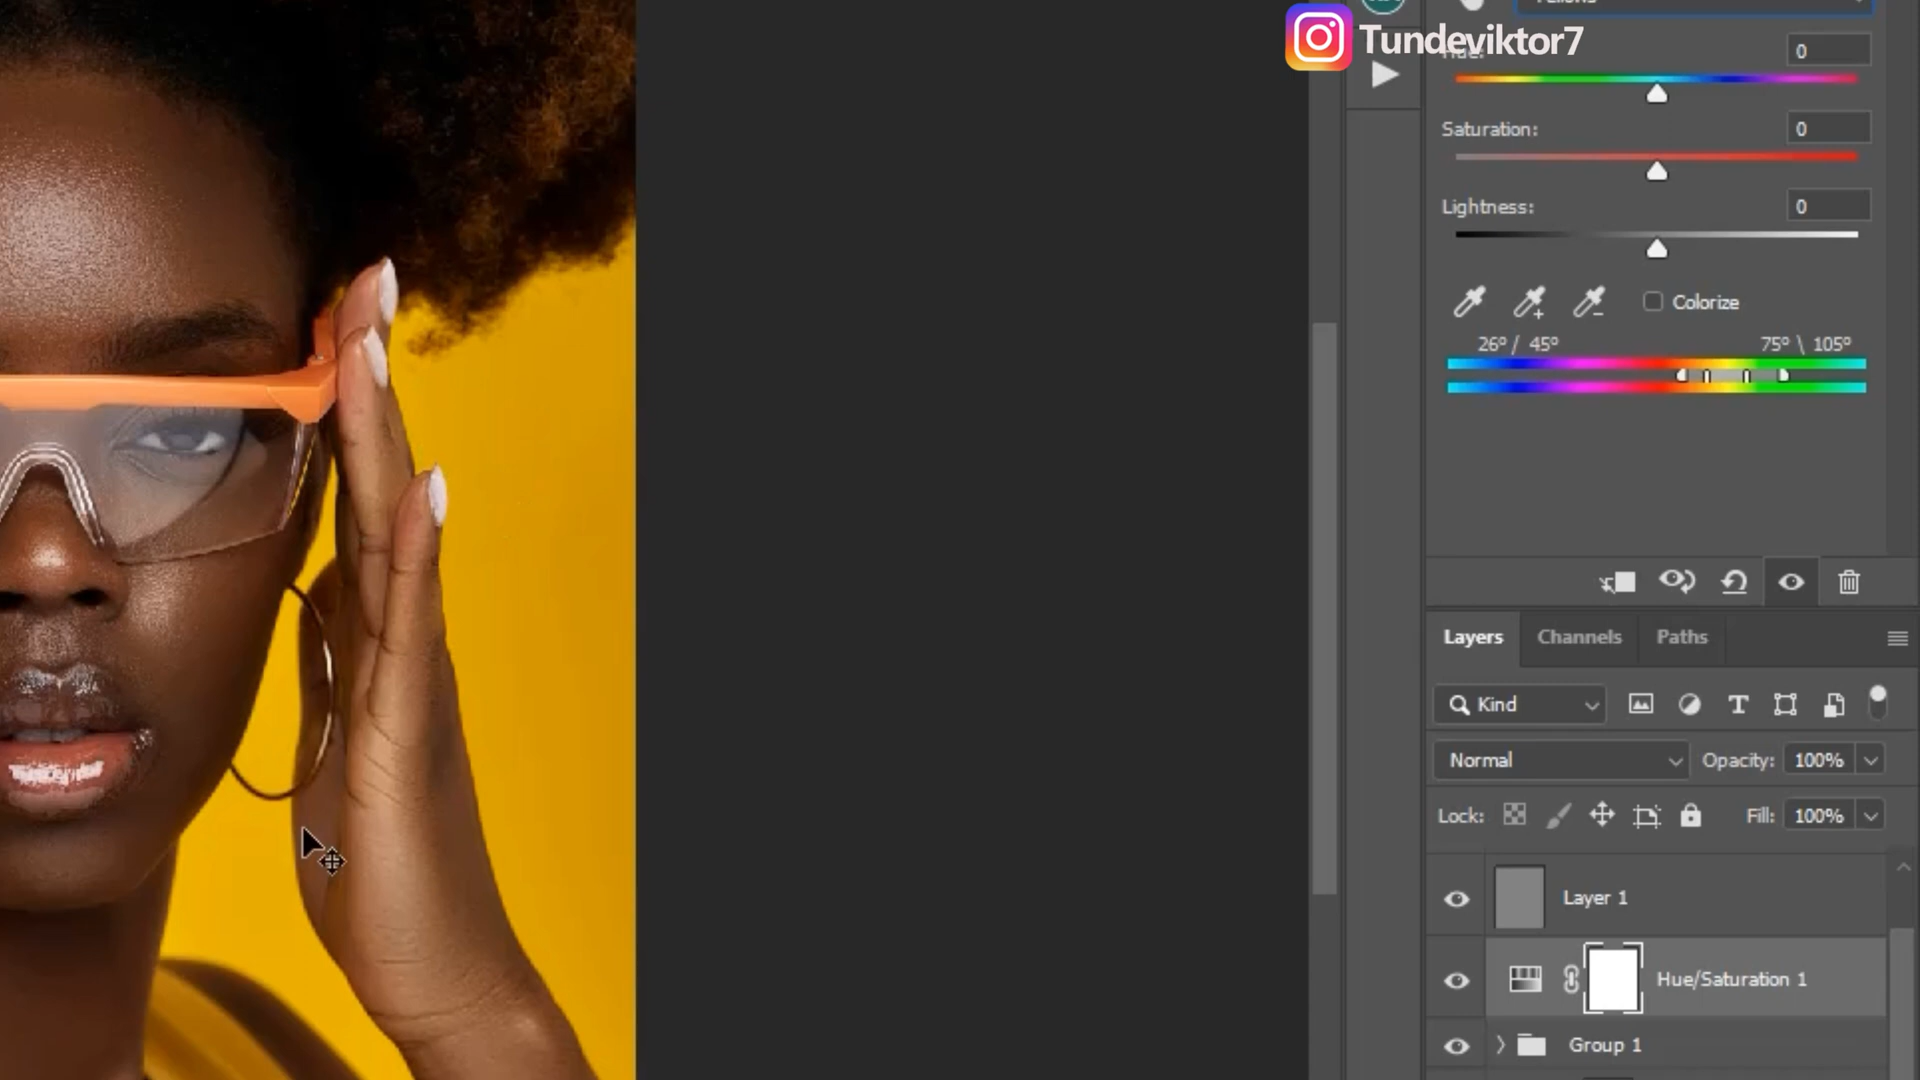 Tundeviktor7
Hue: 0
Saturation: 0
Lightness: 0
Colorize
26°/ 45° 75° \ 105°
Layers Channels Paths
Kind
Normal Opacity: 100%
Lock: Fill: 100%
Layer 1
Hue/Saturation 1
Group 1